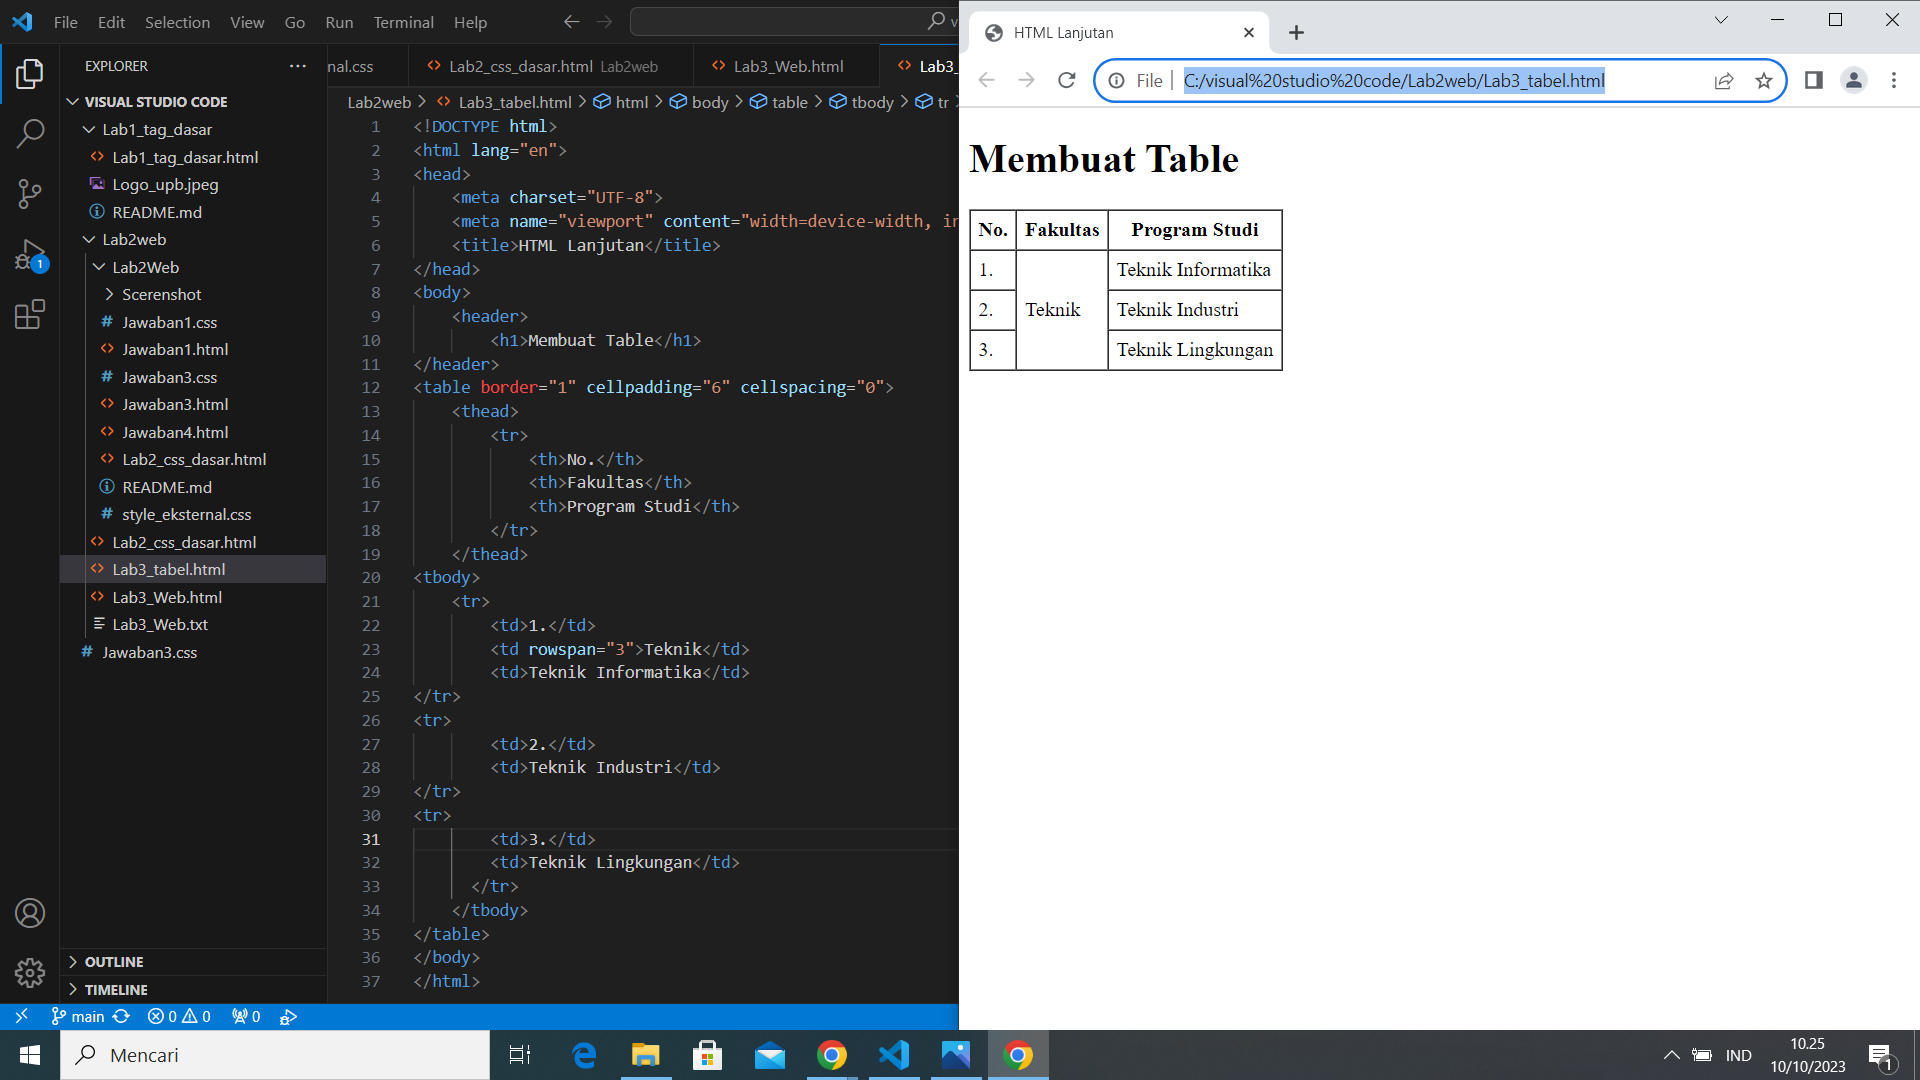 File Edit Selection View Go Run Terminal Help
EXPLORER
VISUAL STUDIO CODE
Lab1_tag_dasar
Lab1_tag_dasar.html
Logo_upb.jpeg
README.md
Lab2web
Lab2Web
Scerenshot
Jawaban1.css
Jawaban1.html
Jawaban3.css
Jawaban3.html
Jawaban4.html
Lab2_css_dasar.html
README.md
style_eksternal.css
Lab2_css_dasar.html
Lab3_tabel.html
Lab3_Web.html
Lab3_Web.txt
Jawaban3.css
OUTLINE
TIMELINE
nal.css Lab2_css_dasar.html Lab2web Lab3_Web.html Lab3_
Lab2web > Lab3_tabel.html > html > body > table > tbody > tr >
1 <!DOCTYPE html>
2 <html lang="en">
3 <head>
4 <meta charset="UTF-8">
5 <meta name="viewport" content="width=device-width, in
6 <title>HTML Lanjutan</title>
7 </head>
8 <body>
9 <header>
10 <h1>Membuat Table</h1>
11 </header>
12 <table border="1" cellpadding="6" cellspacing="0">
13 <thead>
14 <tr>
15 <th>No.</th>
16 <th>Fakultas</th>
17 <th>Program Studi</th>
18 </tr>
19 </thead>
20 <tbody>
21 <tr>
22 <td>1.</td>
23 <td rowspan="3">Teknik</td>
24 <td>Teknik Informatika</td>
25 </tr>
26 <tr>
27 <td>2.</td>
28 <td>Teknik Industri</td>
29 </tr>
30 <tr>
31 <td>3.</td>
32 <td>Teknik Lingkungan</td>
33 </tr>
34 </tbody>
35 </table>
36 </body>
37 </html>
main 0 0 0
HTML Lanjutan
File | C:/visual%20studio%20code/Lab2web/Lab3_tabel.html
Membuat Table
No. Fakultas Program Studi
1. Teknik Informatika
2. Teknik Teknik Industri
3. Teknik Lingkungan
Mencari
IND
10.25
10/10/2023
1
1